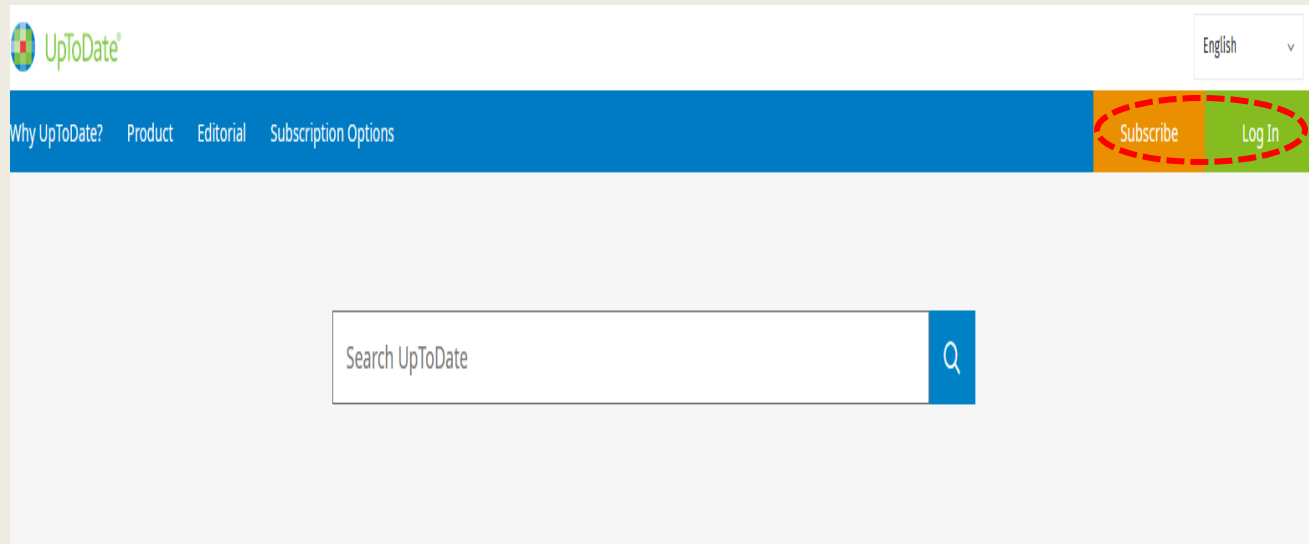 UpToDate®
English
Why UpToDate? Product Editorial Subscription Options Subscribe Log In
Search UpToDate